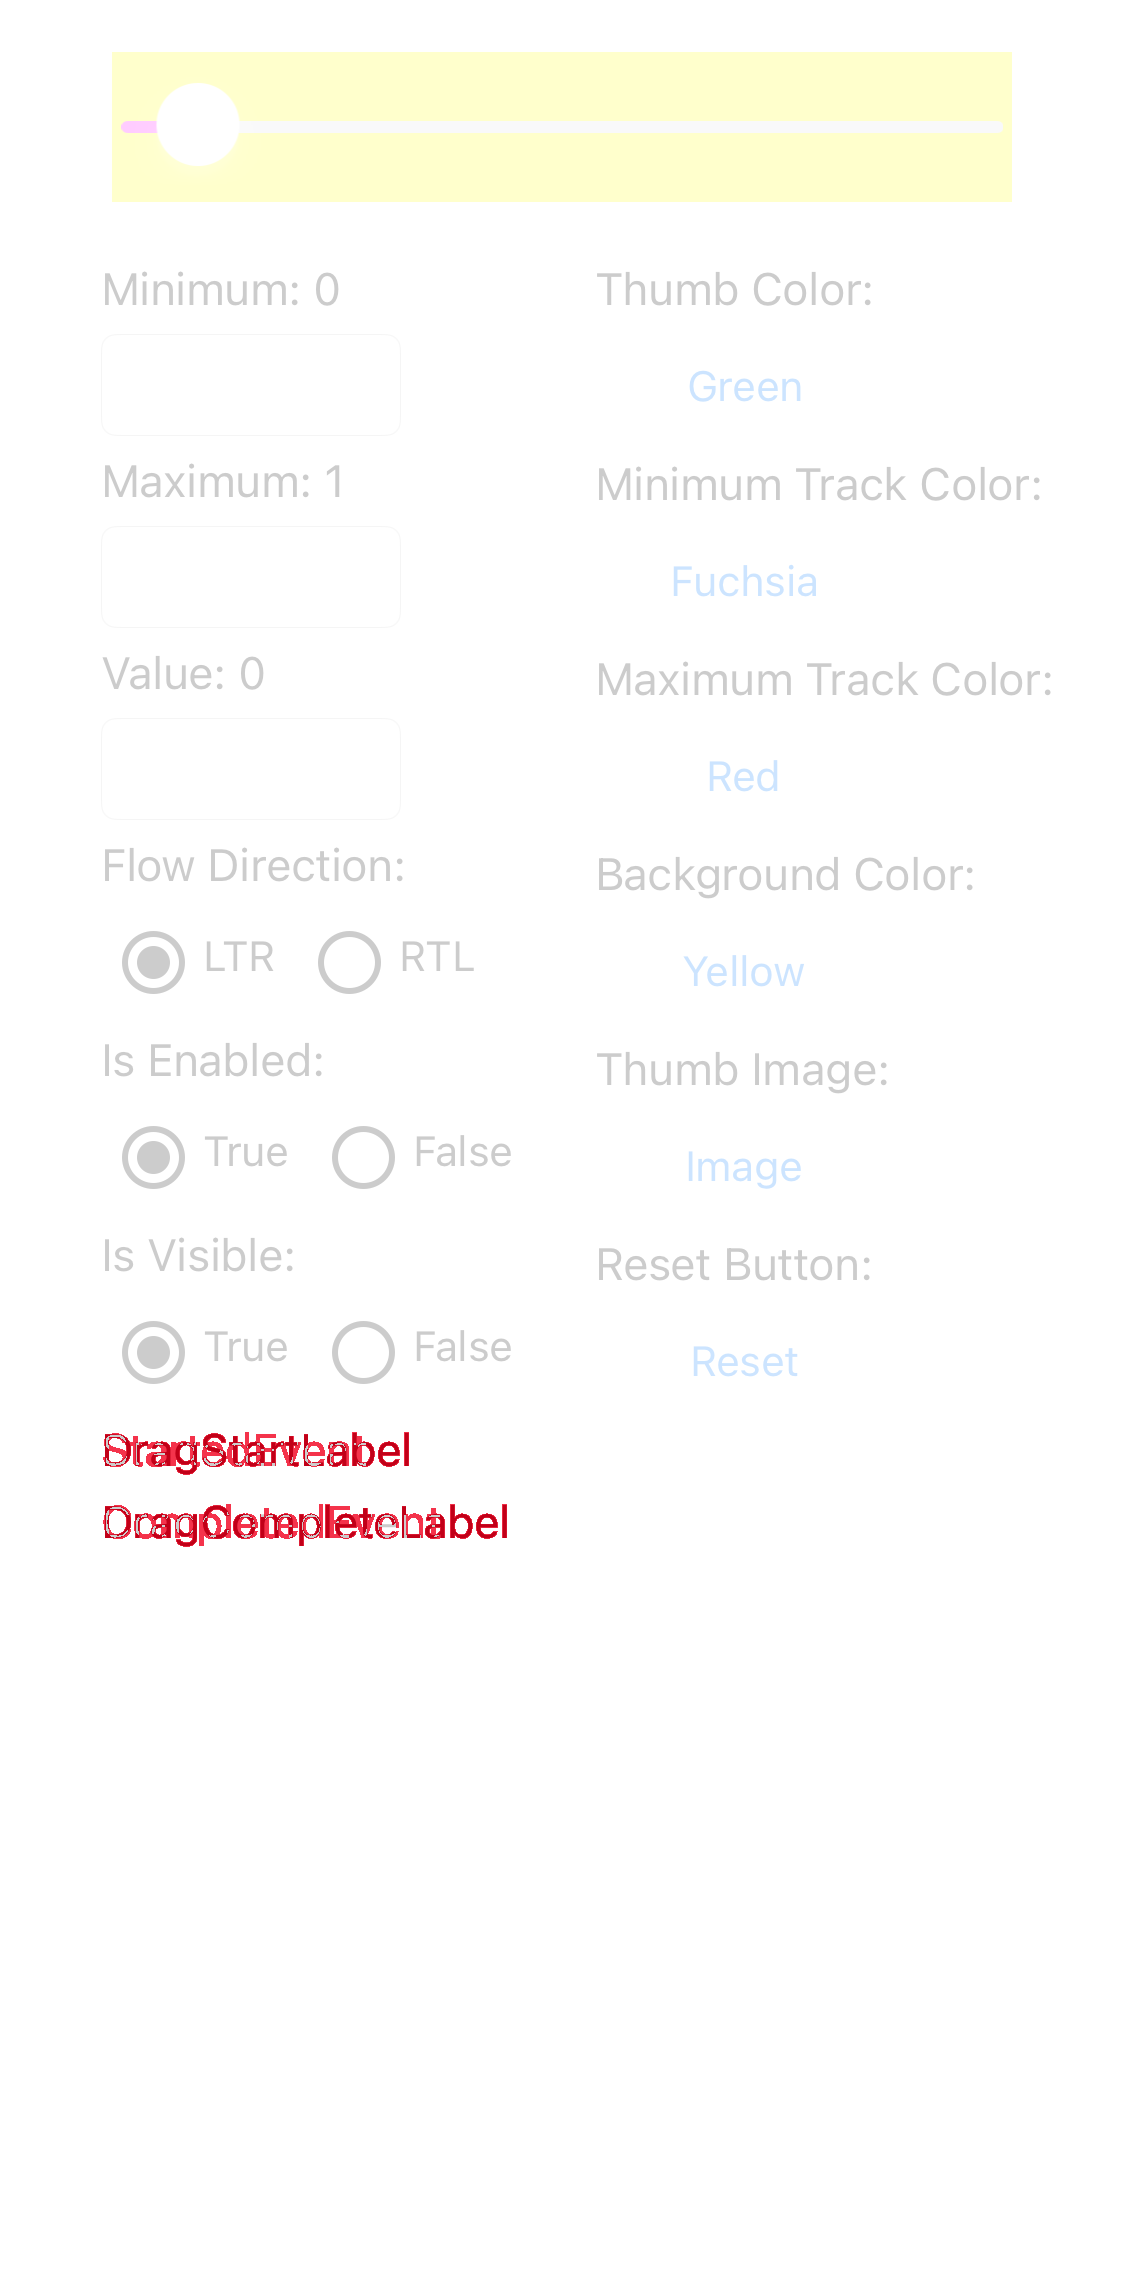 Minimum: 0
Thumb Color:
Green
Maximum: 1
Minimum Track Color:
Fuchsia
Value: 0
Maximum Track Color:
Red
Flow Direction:
Background Color:
LTR RTL
Yellow
Is Enabled:
Thumb Image:
True False
Image
Is Visible:
Reset Button:
True False
Reset
DragStartLabel
DragCompleteLabel